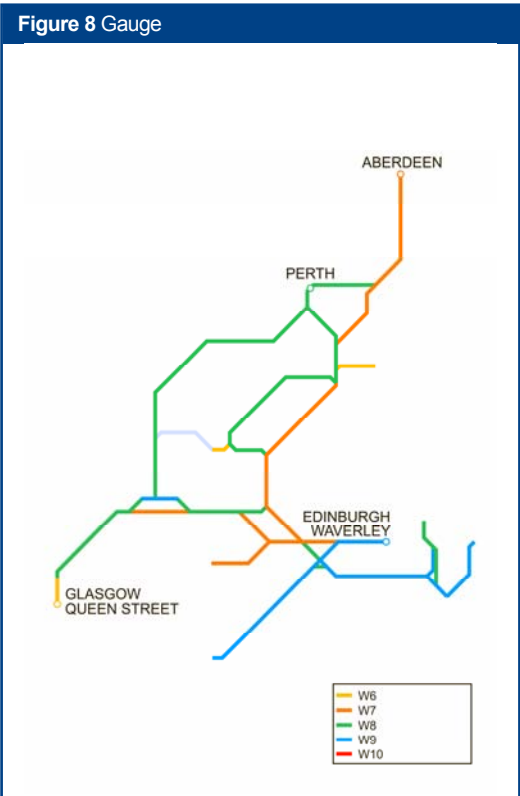 Figure 8 Gauge
ABERDEEN
PERTH
EDINBURGH
WAVERLEY
GLASGOW
QUEEN STREET
W6
W7
W8
W9
W10